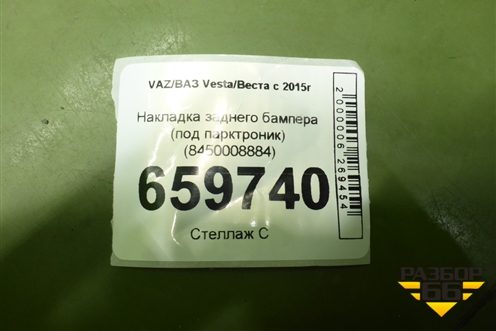 VAZ/ВАЗ Vesta/Веста с 2015г
Накладка заднего бампера
(под парктроник)
(8450008884)
659740
Стеллаж С
2000006269454
РАЗБОР
66